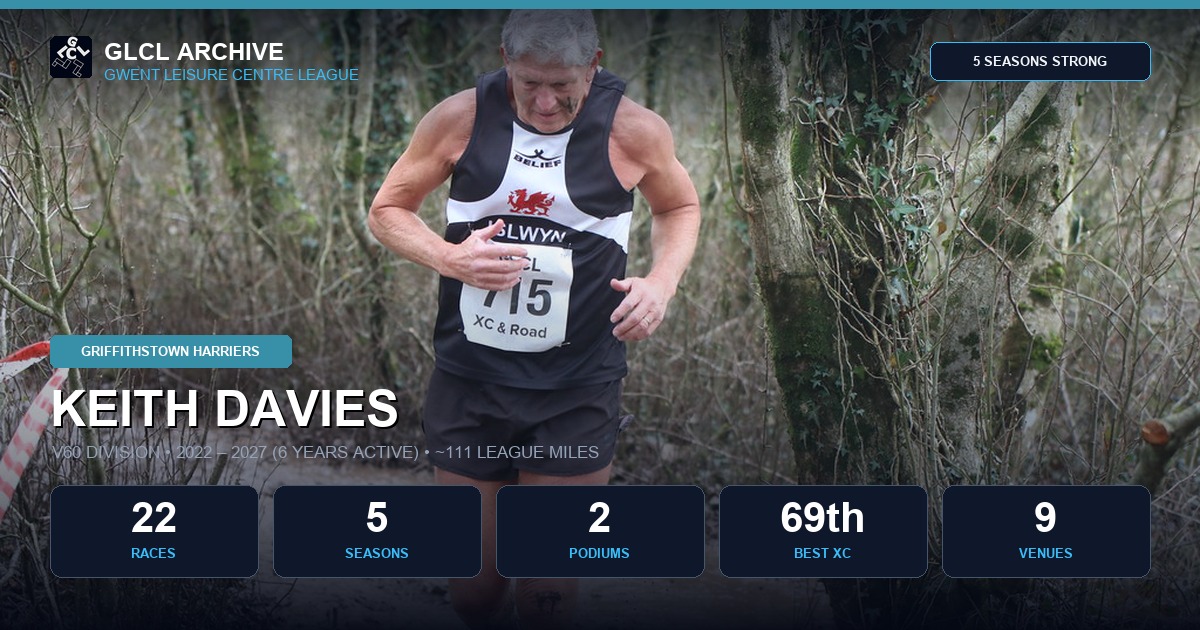 GLCL ARCHIVE
GWENT LEISURE CENTRE LEAGUE
5 SEASONS STRONG
BELIEF
715
XC & Road
GRIFFITHSTOWN HARRIERS
KEITH DAVIES
V60 DIVISION • 2022 – 2027 (6 YEARS ACTIVE) • ~111 LEAGUE MILES
22
RACES
5
SEASONS
2
PODIUMS
69th
BEST XC
9
VENUES